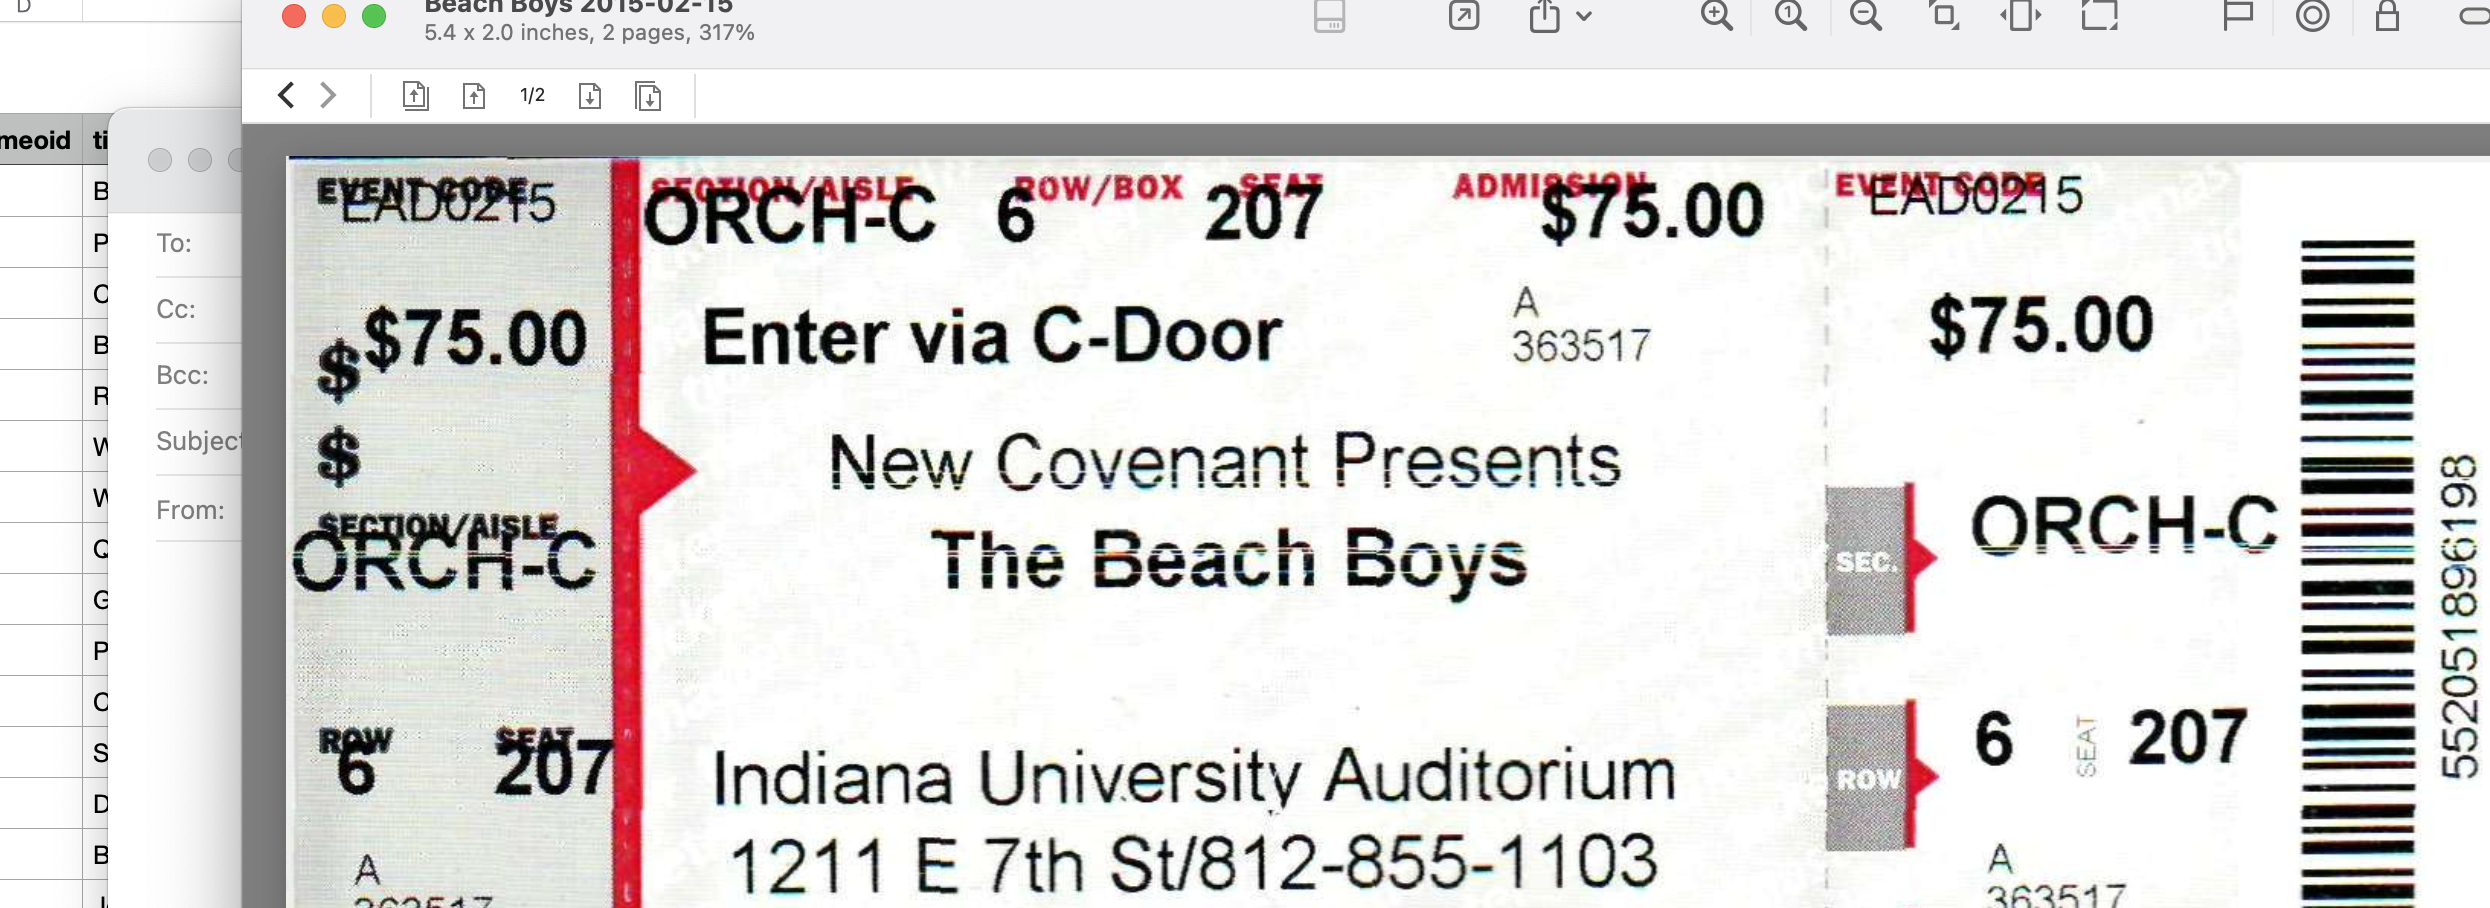 D
Beach Boys 2015-02-15
5.4 x 2.0 inches, 2 pages, 317%
1/2
meoid
ti
B
P
C
B
R
W
W
Q
G
P
C
S
D
B
To:
Cc:
Bcc:
Subject
From:
EVENT CODE
EAD0215
$75.00
$
$
SECTION/AISLE
ORCH-C
ROW SEAT
6 207
A
363517
SECTION/AISLE ROW/BOX SEAT ADMISSION
ORCH-C 6 207 $75.00
Enter via C-Door
A
363517
New Covenant Presents
The Beach Boys
Indiana University Auditorium
1211 E 7th St/812-855-1103
EVENT CODE
EAD0215
$75.00
SEC. ORCH-C
ROW 6 SEAT 207
A
363517
552051896198